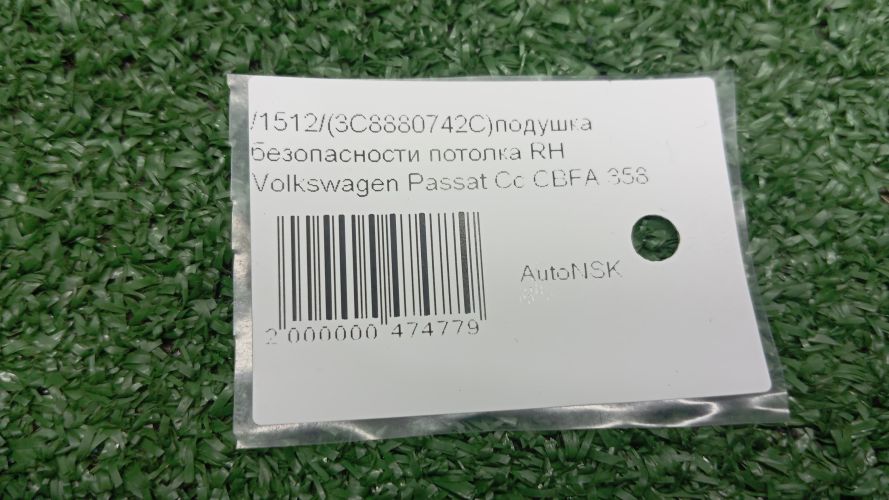 /1512/(3C8880742C)подушка
безопасности потолка RH
Volkswagen Passat Cc CBFA 358
AutoNSK
2 000000 474779